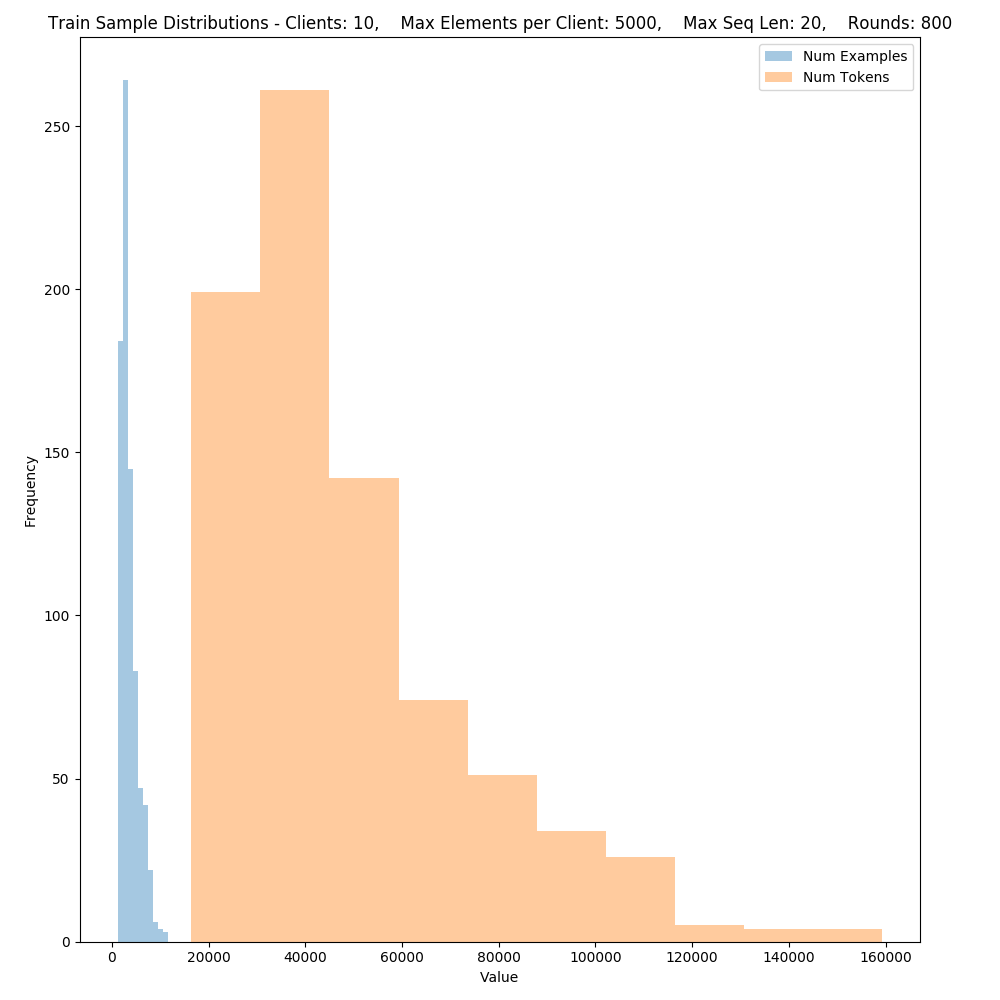 Train Sample Distributions - Clients: 10,    Max Elements per Client: 5000,    Max Seq Len: 20,    Rounds: 800
Num Examples
Num Tokens
250
200
150
100
50
0
Frequency
0 20000 40000 60000 80000 100000 120000 140000 160000
Value